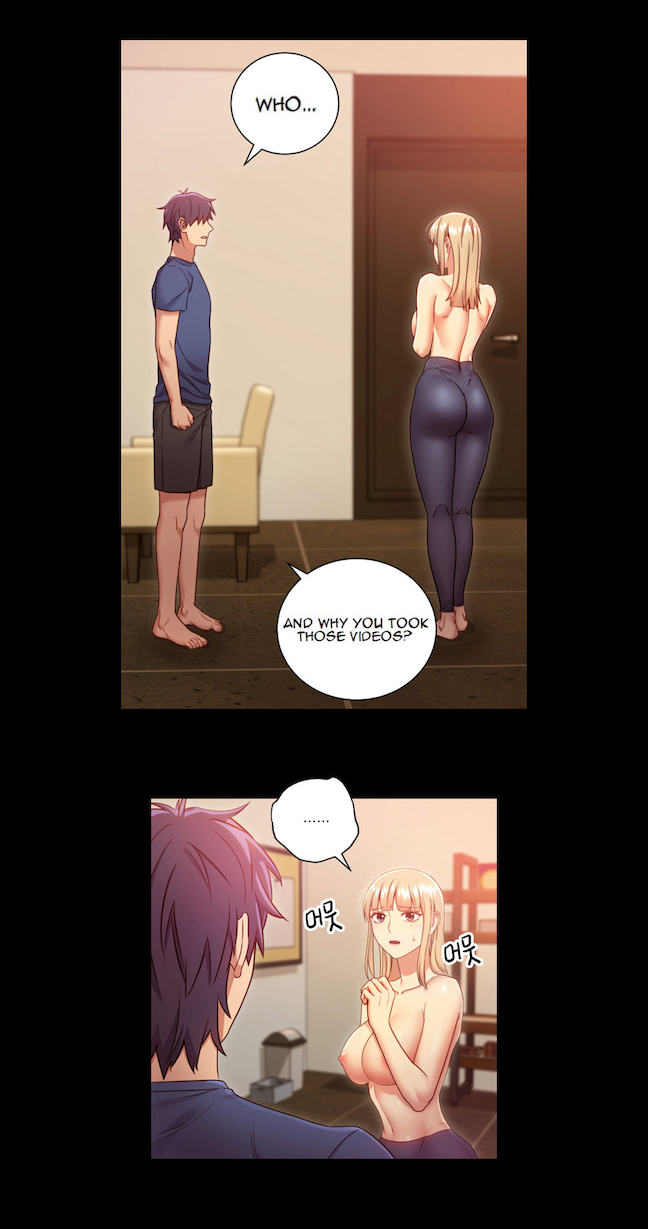 WHO...
AND WHY YOU TOOK
THOSE VIDEOS?
......
머뭇
머뭇